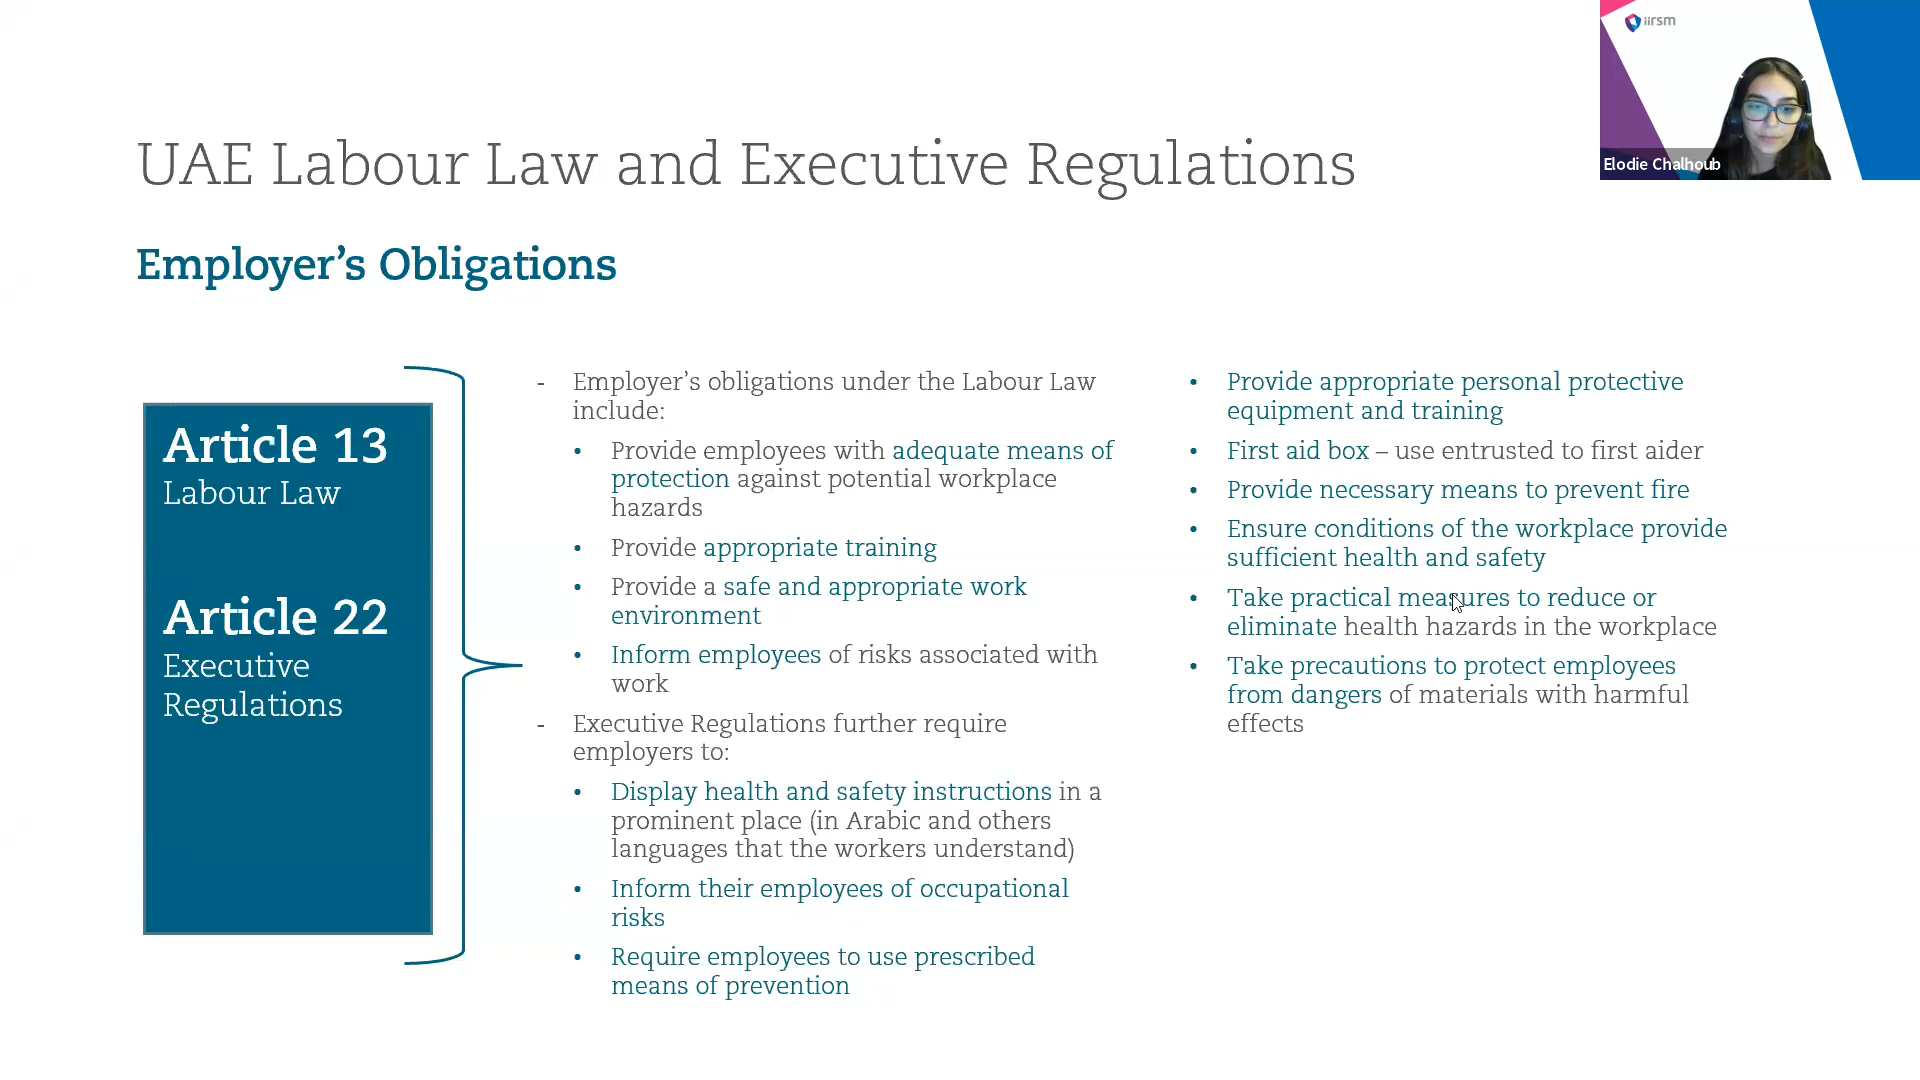 iirsm
Elodie Chalhoub
UAE Labour Law and Executive Regulations
Employer's Obligations
Article 13
Labour Law
Article 22
Executive
Regulations
- Employer's obligations under the Labour Law
include:
• Provide employees with adequate means of
protection against potential workplace
hazards
• Provide appropriate training
• Provide a safe and appropriate work
environment
• Inform employees of risks associated with
work
- Executive Regulations further require
employers to:
• Display health and safety instructions in a
prominent place (in Arabic and others
languages that the workers understand)
• Inform their employees of occupational
risks
• Require employees to use prescribed
means of prevention
• Provide appropriate personal protective
equipment and training
• First aid box – use entrusted to first aider
• Provide necessary means to prevent fire
• Ensure conditions of the workplace provide
sufficient health and safety
• Take practical measures to reduce or
eliminate health hazards in the workplace
• Take precautions to protect employees
from dangers of materials with harmful
effects